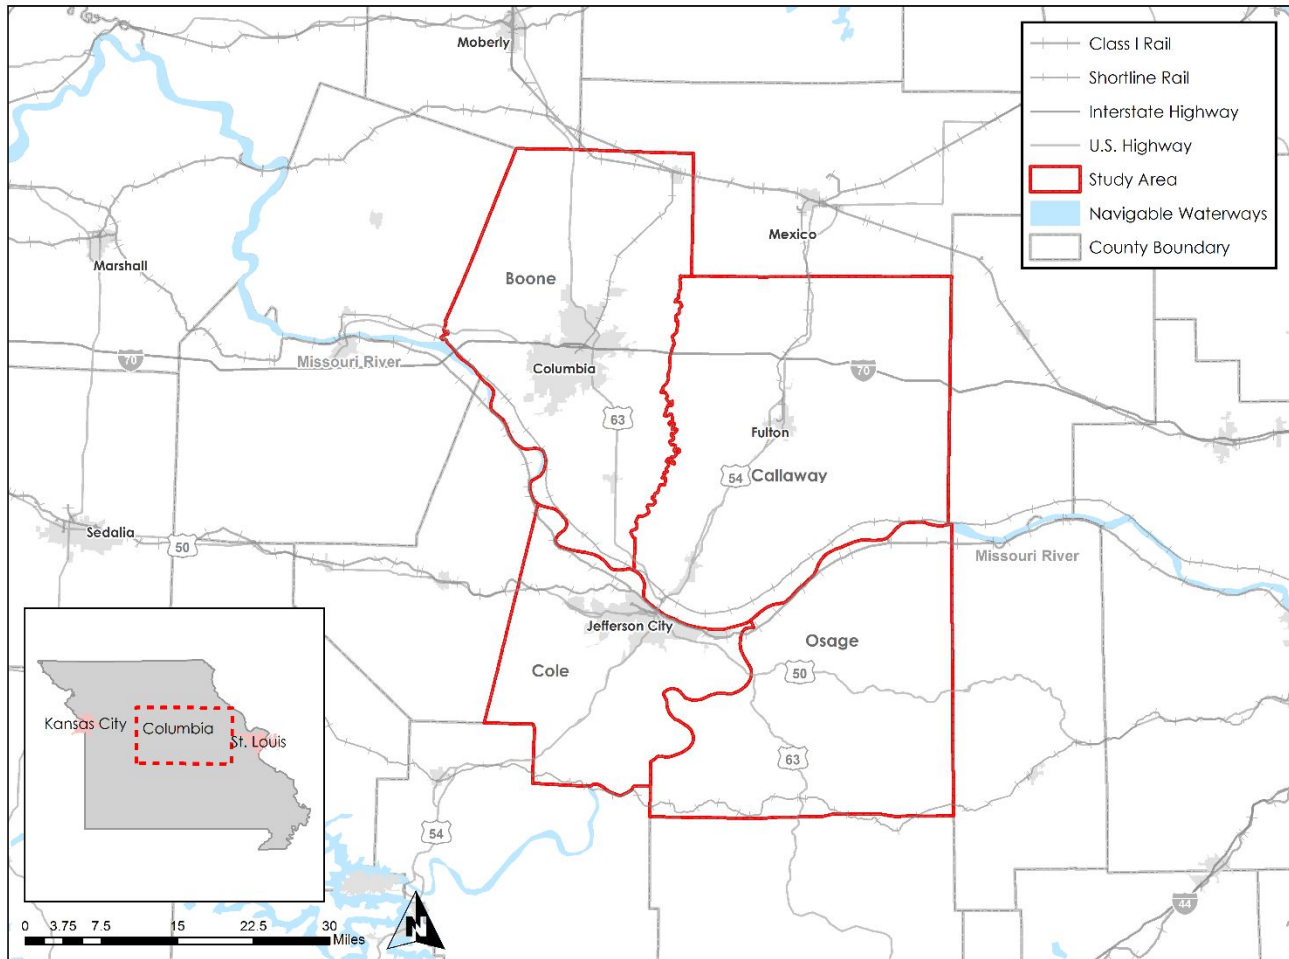 Moberly
Class I Rail
Shortline Rail
Interstate Highway
U.S. Highway
Study Area
Navigable Waterways
County Boundary
Mexico
Marshall
Boone
70
Missouri River
Columbia
70
63
Fulton
54
Callaway
Sedalia
50
Missouri River
Jefferson City
Osage
Cole
50
63
Kansas City
Columbia
St. Louis
54
44
N
0 3.75 7.5 15 22.5 30
Miles